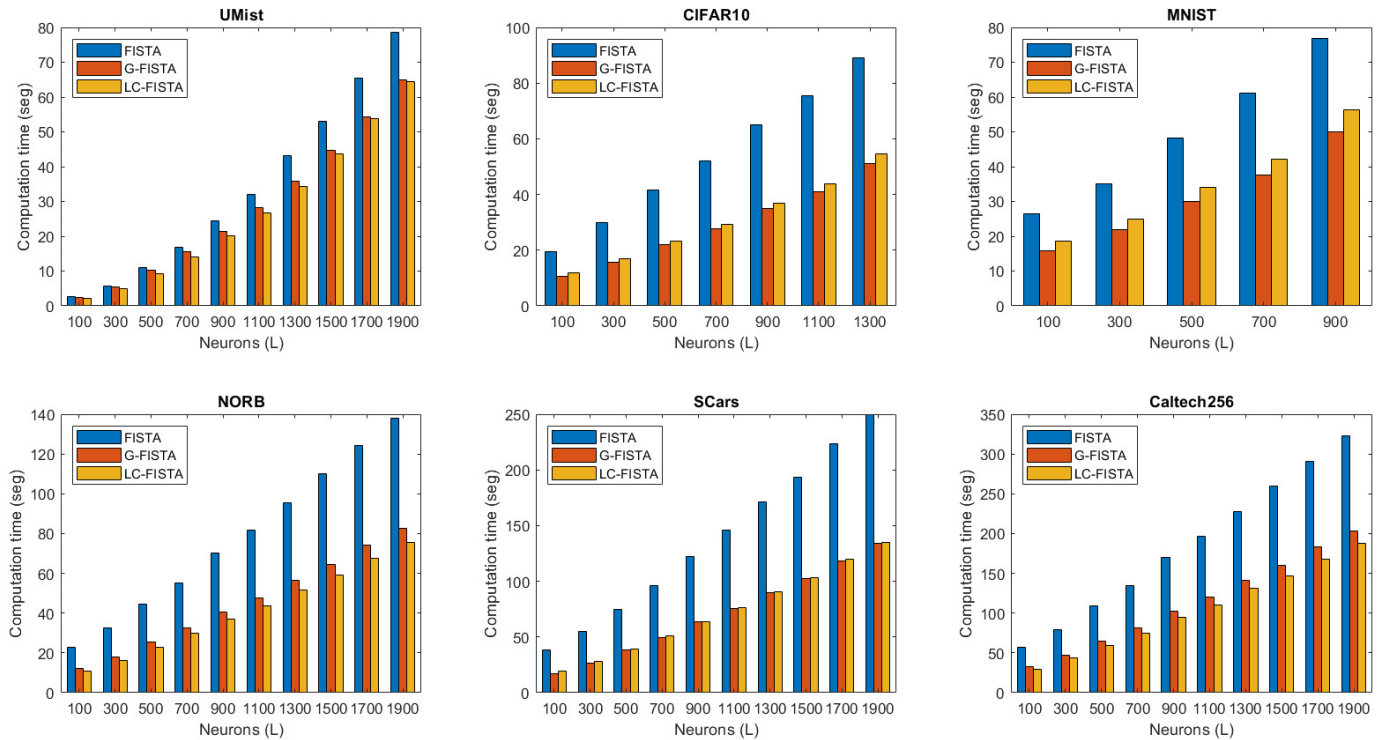 UMist
Computation time (seg)
80
70
60
50
40
30
20
10
0
FISTA
G-FISTA
LC-FISTA
100 300 500 700 900 1100 1300 1500 1700 1900
Neurons (L)
CIFAR10
Computation time (seg)
100
80
60
40
20
0
FISTA
G-FISTA
LC-FISTA
100 300 500 700 900 1100 1300
Neurons (L)
MNIST
Computation time (seg)
80
70
60
50
40
30
20
10
0
FISTA
G-FISTA
LC-FISTA
100 300 500 700 900
Neurons (L)
NORB
Computation time (seg)
140
120
100
80
60
40
20
0
FISTA
G-FISTA
LC-FISTA
100 300 500 700 900 1100 1300 1500 1700 1900
Neurons (L)
SCars
Computation time (seg)
250
200
150
100
50
0
FISTA
G-FISTA
LC-FISTA
100 300 500 700 900 1100 1300 1500 1700 1900
Neurons (L)
Caltech256
Computation time (seg)
350
300
250
200
150
100
50
0
FISTA
G-FISTA
LC-FISTA
100 300 500 700 900 1100 1300 1500 1700 1900
Neurons (L)